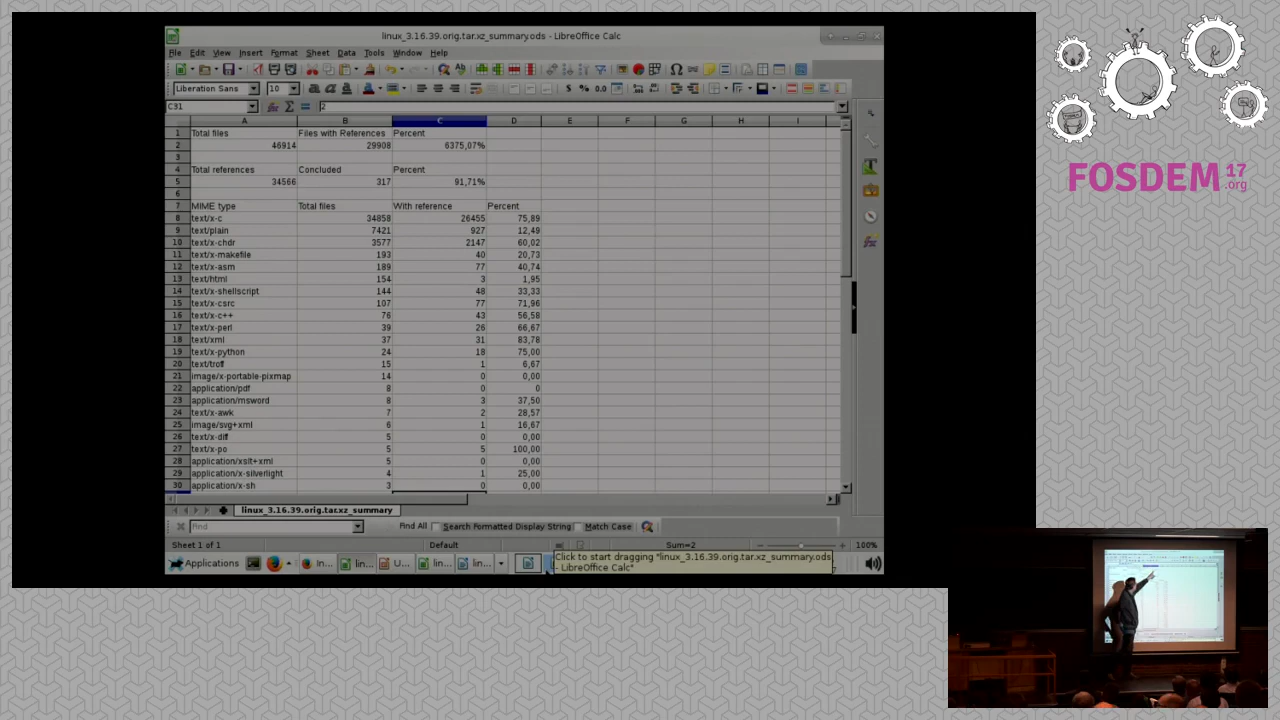 linux_3.16.39.orig.tar.xz_summary.ods - LibreOffice Calc
File Edit View Insert Format Sheet Data Tools Window Help
Liberation Sans 10
C31 2
A B C D E F G H I
1 Total files Files with References Percent
2 46914 29908 6375,07%
3
4 Total references Concluded Percent
5 34566 317 91,71%
6
7 MIME type Total files With reference Percent
8 text/x-c 34858 26455 75,89
9 text/plain 7421 927 12,49
10 text/x-chdr 3577 2147 60,02
11 text/x-makefile 193 40 20,73
12 text/x-asm 189 77 40,74
13 text/html 154 3 1,95
14 text/x-shellscript 144 48 33,33
15 text/x-csrc 107 77 71,96
16 text/x-c++ 76 43 56,58
17 text/x-perl 39 26 66,67
18 text/xml 37 31 83,78
19 text/x-python 24 18 75,00
20 text/troff 15 1 6,67
21 image/x-portable-pixmap 14 0 0,00
22 application/pdf 8 0 0
23 application/msword 8 3 37,50
24 text/x-awk 7 2 28,57
25 image/svg+xml 6 1 16,67
26 text/x-diff 5 0 0,00
27 text/x-po 5 5 100,00
28 application/xslt+xml 5 0 0,00
29 application/x-silverlight 4 1 25,00
30 application/x-sh 3 0 0,00
linux_3.16.39.orig.tar.xz_summary
Find Find All Search Formatted Display String Match Case
Sheet 1 of 1 Default Sum=2 100%
Applications In... lin... U... lin... lin...
Click to start dragging "linux_3.16.39.orig.tar.xz_summary.ods
- LibreOffice Calc"
FOSDEM 17
.org